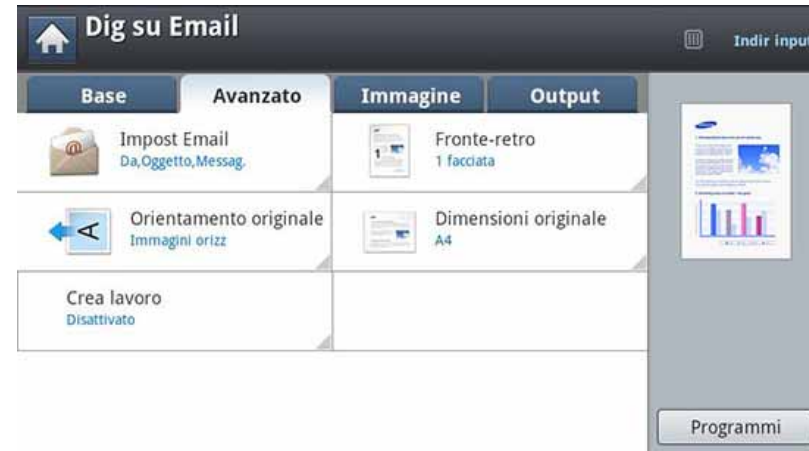 Dig su Email
Indir input
Base
Avanzato
Immagine
Output
Impost Email
Da,Oggetto,Messag.
Fronte-retro
1 facciata
Orientamento originale
Immagini orizz
Dimensioni originale
A4
Crea lavoro
Disattivato
Programmi